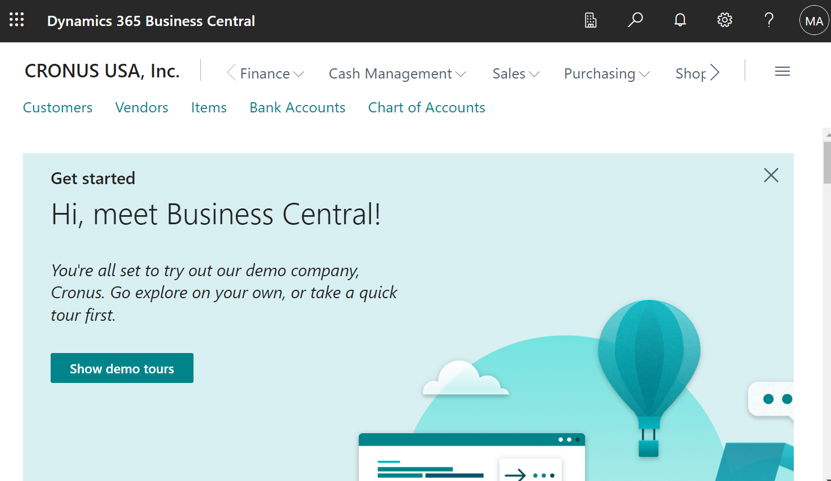 Dynamics 365 Business Central
?
MA
CRONUS USA, Inc.
Finance Cash Management Sales Purchasing Shop
Customers Vendors Items Bank Accounts Chart of Accounts
Get started
Hi, meet Business Central!
You're all set to try out our demo company,
Cronus. Go explore on your own, or take a quick
tour first.
Show demo tours